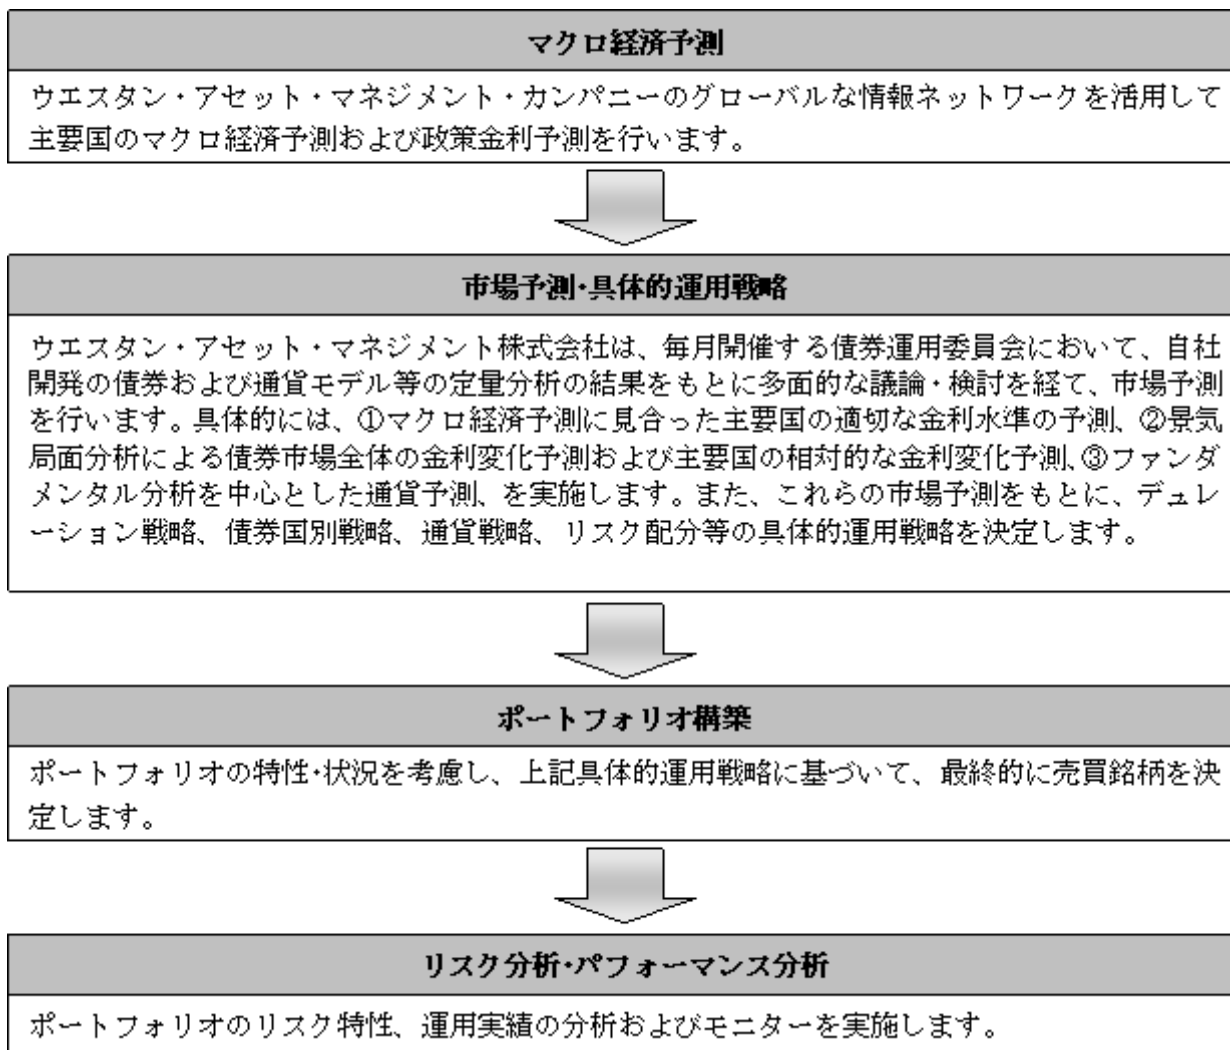 マクロ経済予測
ウエスタン・アセット・マネジメント・カンパニーのグローバルな情報ネットワークを活用して
主要国のマクロ経済予測および政策金利予測を行います。
市場予測・具体的運用戦略
ウエスタン・アセット・マネジメント株式会社は、毎月開催する債券運用委員会において、自社
開発の債券および通貨モデル等の定量分析の結果をもとに多面的な議論・検討を経て、市場予測
を行います。具体的には、①マクロ経済予測に見合った主要国の適切な金利水準の予測、②景気
局面分析による債券市場全体の金利変化予測および主要国の相対的な金利変化予測、③ファンダ
メンタル分析を中心とした通貨予測、を実施します。また、これらの市場予測をもとに、デュレ
ーション戦略、債券国別戦略、通貨戦略、リスク配分等の具体的運用戦略を決定します。
ポートフォリオ構築
ポートフォリオの特性・状況を考慮し、上記具体的運用戦略に基づいて、最終的に売買銘柄を決
定します。
リスク分析・パフォーマンス分析
ポートフォリオのリスク特性、運用実績の分析およびモニターを実施します。